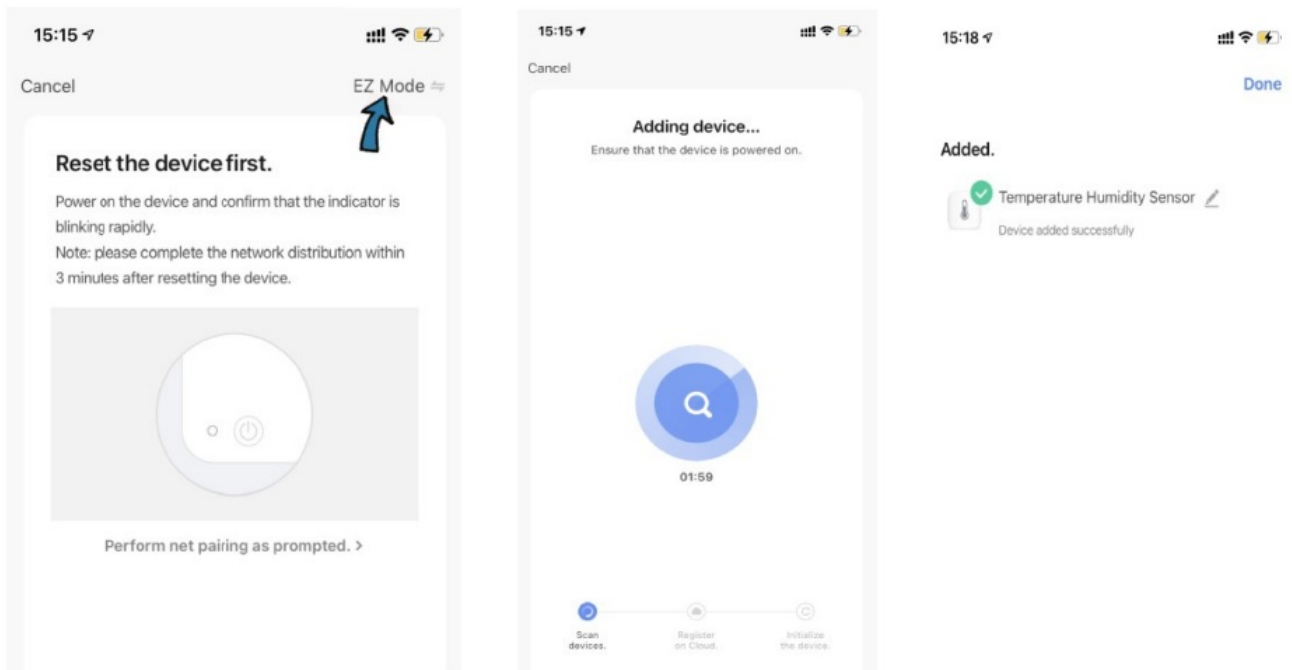 15:15
Cancel
EZ Mode
Reset the device first.
Power on the device and confirm that the indicator is
blinking rapidly.
Note: please complete the network distribution within
3 minutes after resetting the device.
Perform net pairing as prompted. >
15:15
Cancel
Adding device...
Ensure that the device is powered on.
01:59
Scan
devices.
Register
on Cloud.
Initialize
the device.
15:18
Done
Added.
Temperature Humidity Sensor
Device added successfully